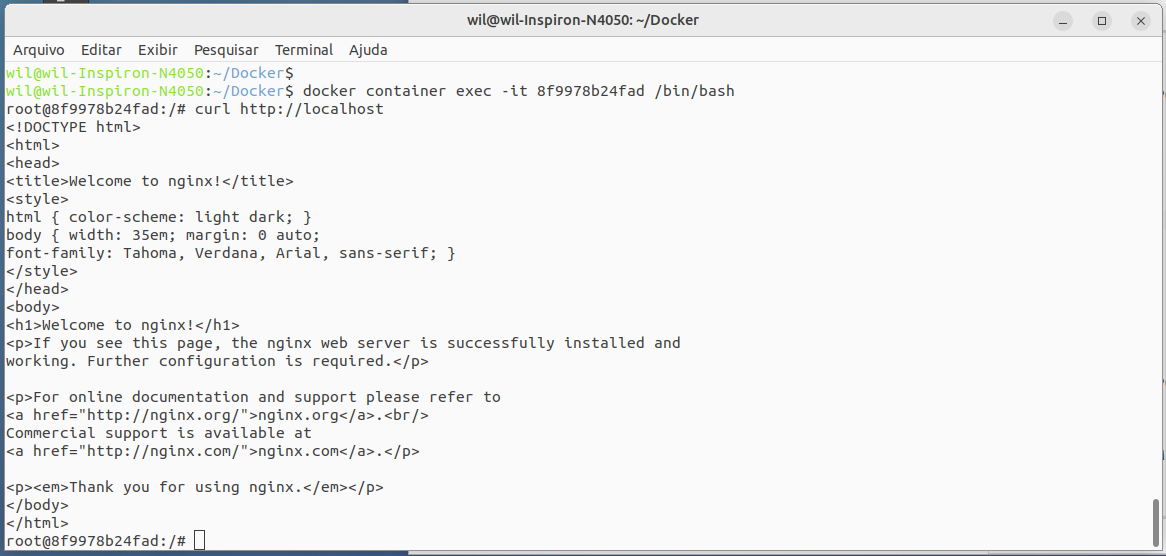 wil@wil-Inspiron-N4050: ~/Docker
Arquivo Editar Exibir Pesquisar Terminal Ajuda
wil@wil-Inspiron-N4050:~/Docker$
wil@wil-Inspiron-N4050:~/Docker$ docker container exec -it 8f9978b24fad /bin/bash
root@8f9978b24fad:/# curl http://localhost
<!DOCTYPE html>
<html>
<head>
<title>Welcome to nginx!</title>
<style>
html { color-scheme: light dark; }
body { width: 35em; margin: 0 auto;
font-family: Tahoma, Verdana, Arial, sans-serif; }
</style>
</head>
<body>
<h1>Welcome to nginx!</h1>
<p>If you see this page, the nginx web server is successfully installed and
working. Further configuration is required.</p>

<p>For online documentation and support please refer to
<a href="http://nginx.org/">nginx.org</a>.<br/>
Commercial support is available at
<a href="http://nginx.com/">nginx.com</a>.</p>

<p><em>Thank you for using nginx.</em></p>
</body>
</html>
root@8f9978b24fad:/#